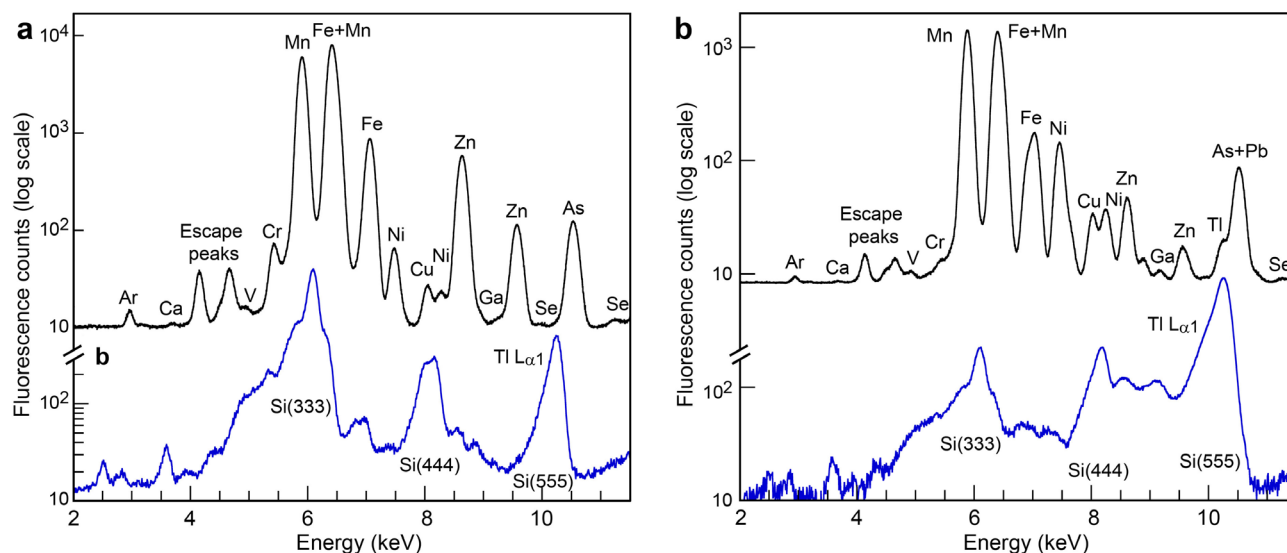 a
Fluorescence counts (log scale)
10⁴
10³
10²
10
10²
10
Ar
Ca
Escape
peaks
V
Cr
Mn
Fe+Mn
Fe
Ni
Cu
Ni
Zn
Ga
Zn
Se
As
Se
b
Si(333)
Si(444)
Tl Lα1
Si(555)
2
4
6
8
10
Energy (keV)
b
Fluorescence counts (log scale)
10³
10²
10
10²
10
Ar
Ca
Escape
peaks
V
Cr
Mn
Fe+Mn
Fe
Ni
Cu
Ni
Zn
Ga
Zn
Tl
As+Pb
Se
Si(333)
Si(444)
Tl Lα1
Si(555)
2
4
6
8
10
Energy (keV)